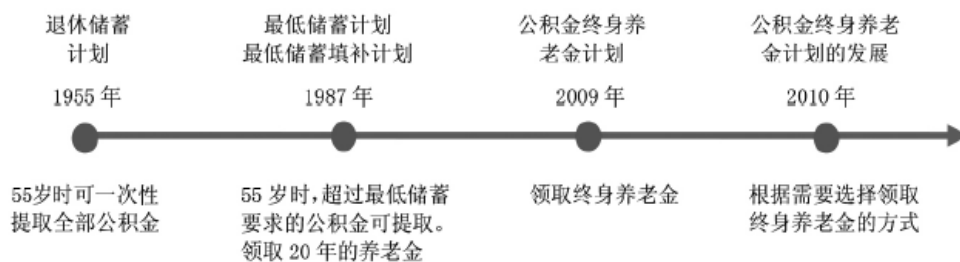 退休储蓄
计划
最低储蓄计划
最低储蓄填补计划
公积金终身养
老金计划
公积金终身养老
金计划的发展
1955 年
1987 年
2009 年
2010 年
55岁时可一次性
提取全部公积金
55 岁时,超过最低储蓄
要求的公积金可提取。
领取 20 年的养老金
领取终身养老金
根据需要选择领取
终身养老金的方式